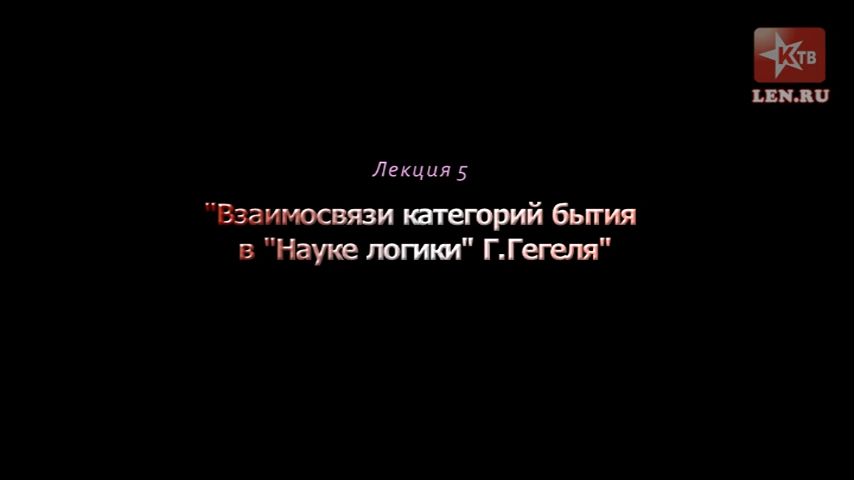 КТВ
LEN.RU
Лекция 5
"Взаимосвязи категорий бытия
в "Науке логики" Г.Гегеля"